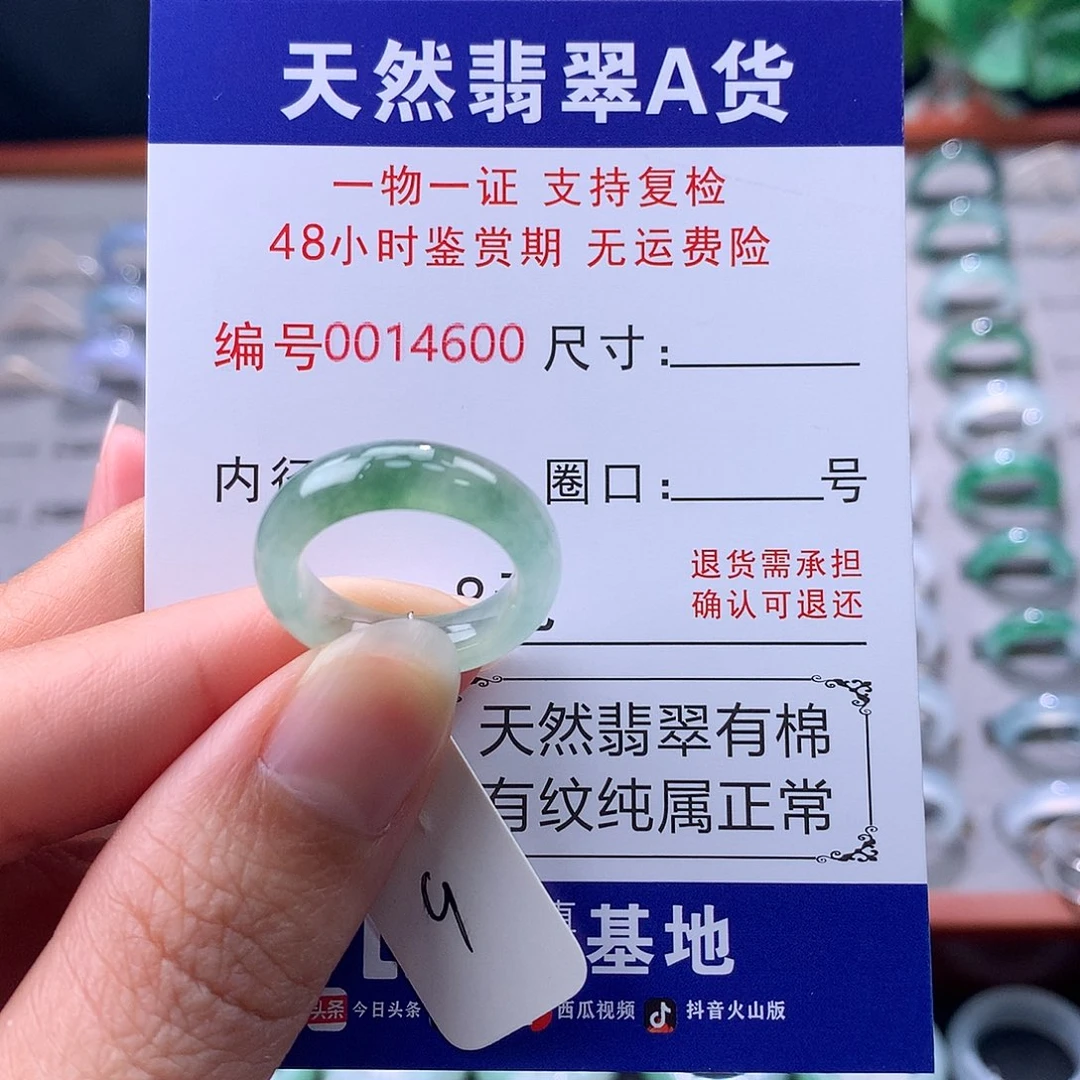 天然翡翠A货
一物一证 支持复检
48小时鉴赏期 无运费险
编号0014600 尺寸:
内径 圈口: 号
退货需承担
确认可退还
天然翡翠有棉
有纹纯属正常
基地
头条 今日头条 西瓜视频 抖音火山版